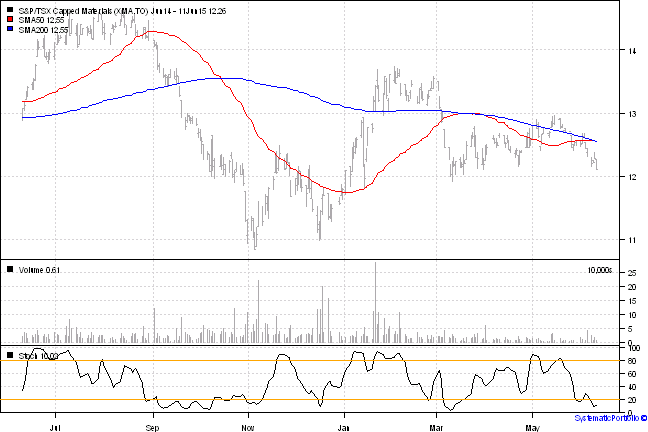 S&P/TSX Capped Materials (XMA,TO) Jun14 - 11Jun15 12.26
SMA50 12.55
SMA200 12.55
14
13
12
11
Volume 0.61
10,000s
25
20
15
10
5
0
Stoch 10.03
100
80
60
40
20
0
Jul
Sep
Nov
Jan
Mar
May
SystematicPortfolio ©